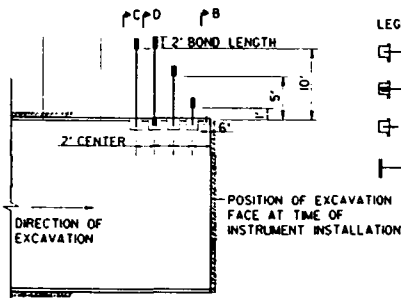 C D B
LEG
2' BOND LENGTH
10'
5'
1'
6'
2' CENTER
POSITION OF EXCAVATION
FACE AT TIME OF
INSTRUMENT INSTALLATION
DIRECTION OF
EXCAVATION